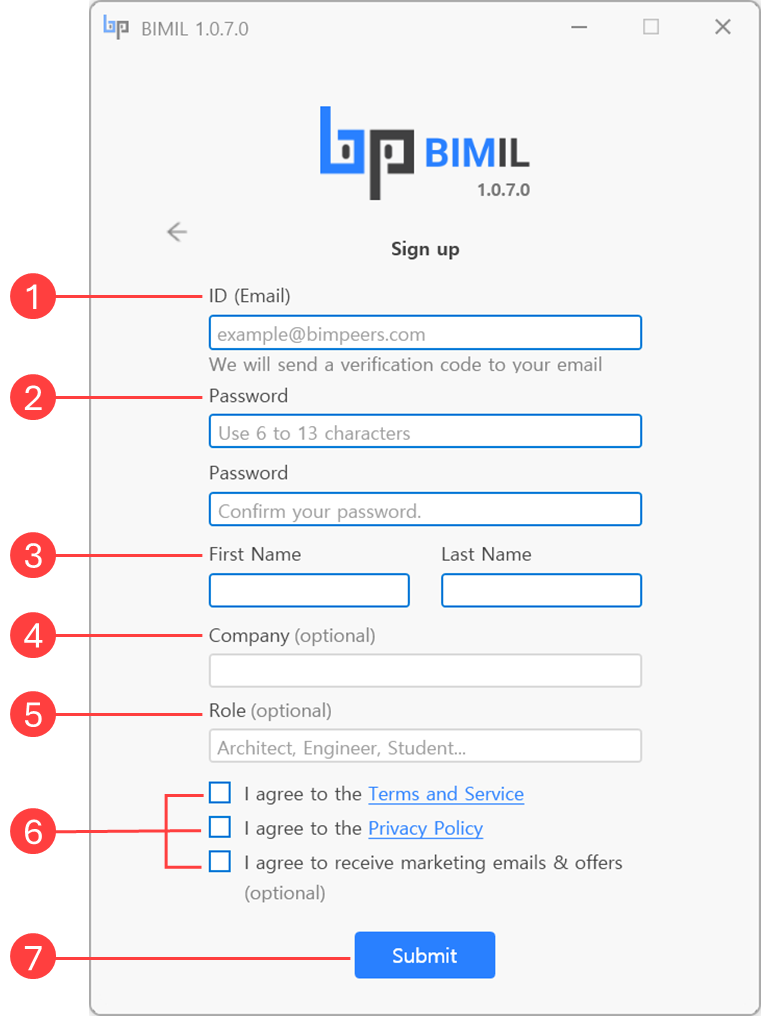 BIMIL 1.0.7.0
bp BIMIL
1.0.7.0
Sign up
1 ID (Email)
example@bimpeers.com
We will send a verification code to your email
2 Password
Use 6 to 13 characters
Password
Confirm your password.
3 First Name Last Name
4 Company (optional)
5 Role (optional)
Architect, Engineer, Student...
I agree to the Terms and Service
6 I agree to the Privacy Policy
I agree to receive marketing emails & offers
(optional)
7 Submit